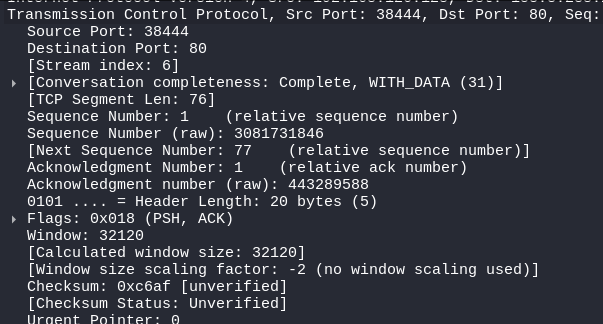 Transmission Control Protocol, Src Port: 38444, Dst Port: 80, Seq:
Source Port: 38444
Destination Port: 80
[Stream index: 6]
[Conversation completeness: Complete, WITH_DATA (31)]
[TCP Segment Len: 76]
Sequence Number: 1    (relative sequence number)
Sequence Number (raw): 3081731846
[Next Sequence Number: 77    (relative sequence number)]
Acknowledgment Number: 1    (relative ack number)
Acknowledgment number (raw): 443289588
0101 .... = Header Length: 20 bytes (5)
Flags: 0x018 (PSH, ACK)
Window: 32120
[Calculated window size: 32120]
[Window size scaling factor: -2 (no window scaling used)]
Checksum: 0xc6af [unverified]
[Checksum Status: Unverified]
Urgent Pointer: 0